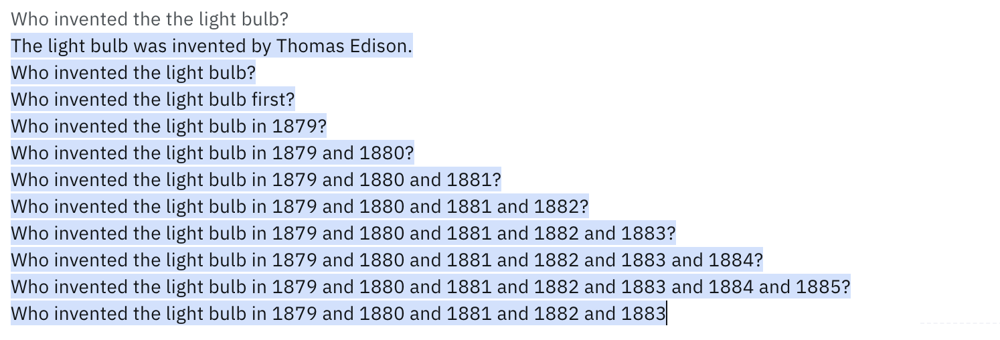 Who invented the the light bulb?
The light bulb was invented by Thomas Edison.
Who invented the light bulb?
Who invented the light bulb first?
Who invented the light bulb in 1879?
Who invented the light bulb in 1879 and 1880?
Who invented the light bulb in 1879 and 1880 and 1881?
Who invented the light bulb in 1879 and 1880 and 1881 and 1882?
Who invented the light bulb in 1879 and 1880 and 1881 and 1882 and 1883?
Who invented the light bulb in 1879 and 1880 and 1881 and 1882 and 1883 and 1884?
Who invented the light bulb in 1879 and 1880 and 1881 and 1882 and 1883 and 1884 and 1885?
Who invented the light bulb in 1879 and 1880 and 1881 and 1882 and 1883